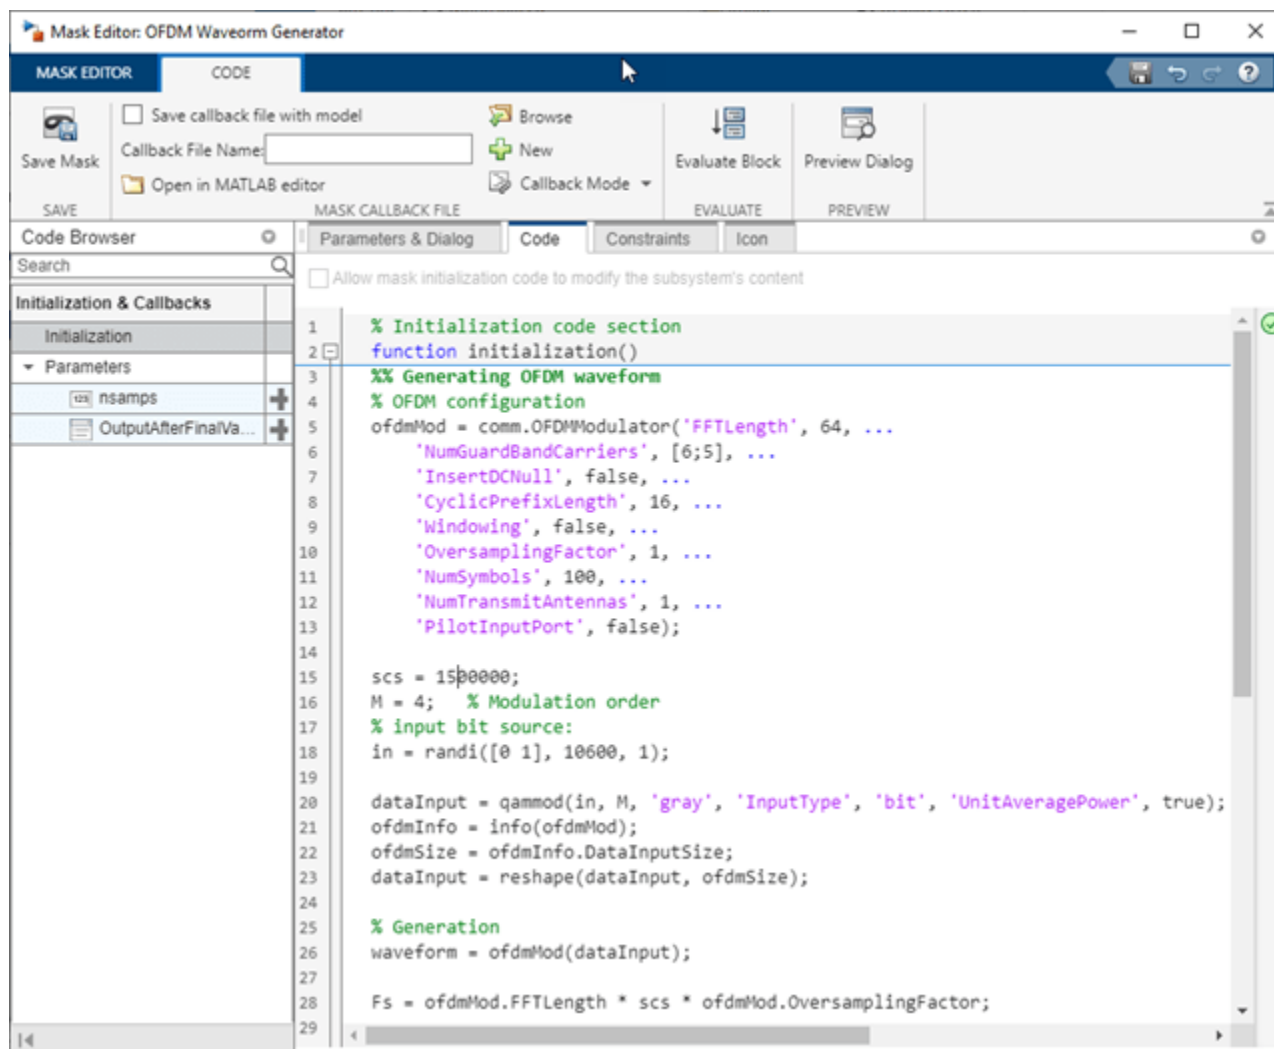 Mask Editor: OFDM Waveorm Generator
MASK EDITOR CODE
Save Mask
Save callback file with model
Callback File Name:
Open in MATLAB editor
Browse
New
Callback Mode
Evaluate Block
Preview Dialog
SAVE MASK CALLBACK FILE EVALUATE PREVIEW
Code Browser
Search
Initialization & Callbacks
Initialization
Parameters
nsamps
OutputAfterFinalVa...
Parameters & Dialog Code Constraints Icon
Allow mask initialization code to modify the subsystem's content
1 % Initialization code section
2 function initialization()
3 %% Generating OFDM waveform
4 % OFDM configuration
5 ofdmMod = comm.OFDMModulator('FFTLength', 64, ...
6 'NumGuardBandCarriers', [6;5], ...
7 'InsertDCNull', false, ...
8 'CyclicPrefixLength', 16, ...
9 'Windowing', false, ...
10 'OversamplingFactor', 1, ...
11 'NumSymbols', 100, ...
12 'NumTransmitAntennas', 1, ...
13 'PilotInputPort', false);
14
15 scs = 1500000;
16 M = 4; % Modulation order
17 % input bit source:
18 in = randi([0 1], 10600, 1);
19
20 dataInput = qammod(in, M, 'gray', 'InputType', 'bit', 'UnitAveragePower', true);
21 ofdmInfo = info(ofdmMod);
22 ofdmSize = ofdmInfo.DataInputSize;
23 dataInput = reshape(dataInput, ofdmSize);
24
25 % Generation
26 waveform = ofdmMod(dataInput);
27
28 Fs = ofdmMod.FFTLength * scs * ofdmMod.OversamplingFactor;
29